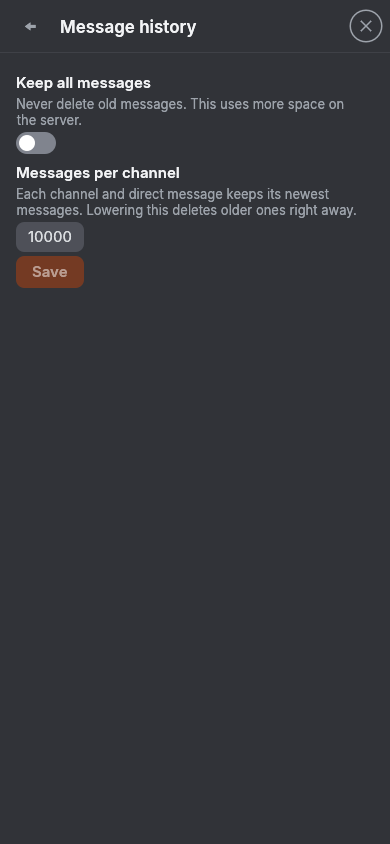 Message history
Keep all messages
Never delete old messages. This uses more space on
the server.
Messages per channel
Each channel and direct message keeps its newest
messages. Lowering this deletes older ones right away.
10000
Save